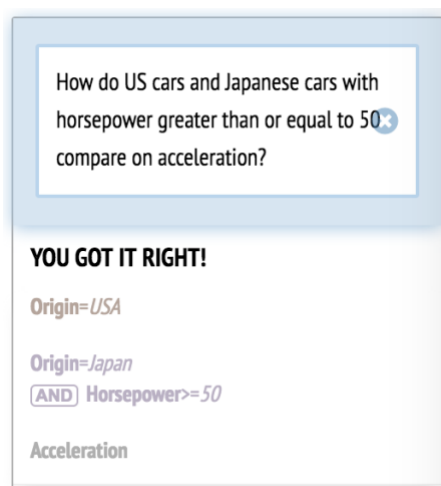 How do US cars and Japanese cars with
horsepower greater than or equal to 50
compare on acceleration?
YOU GOT IT RIGHT!
Origin=USA
Origin=Japan
AND Horsepower>=50
Acceleration